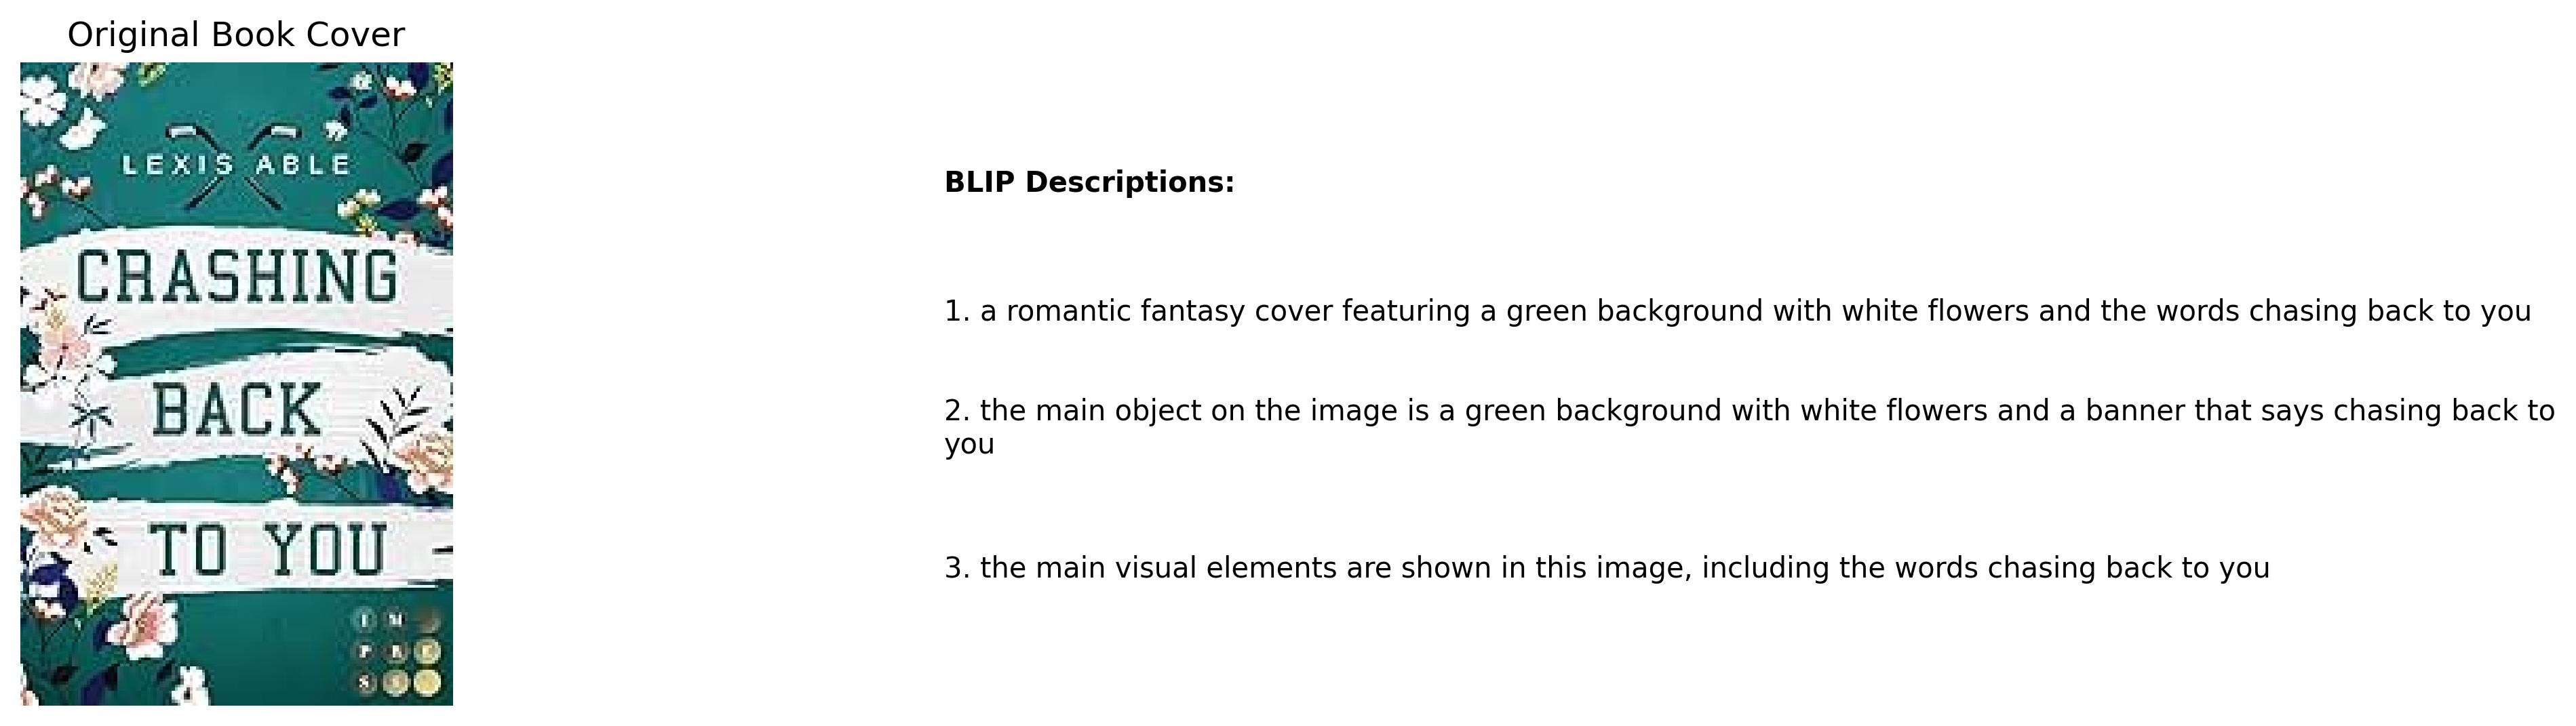 Original Book Cover
LEXIS ABLE
CRASHING
BACK
TO YOU
I M
P R E
S S
BLIP Descriptions:
1. a romantic fantasy cover featuring a green background with white flowers and the words chasing back to you
2. the main object on the image is a green background with white flowers and a banner that says chasing back to
you
3. the main visual elements are shown in this image, including the words chasing back to you